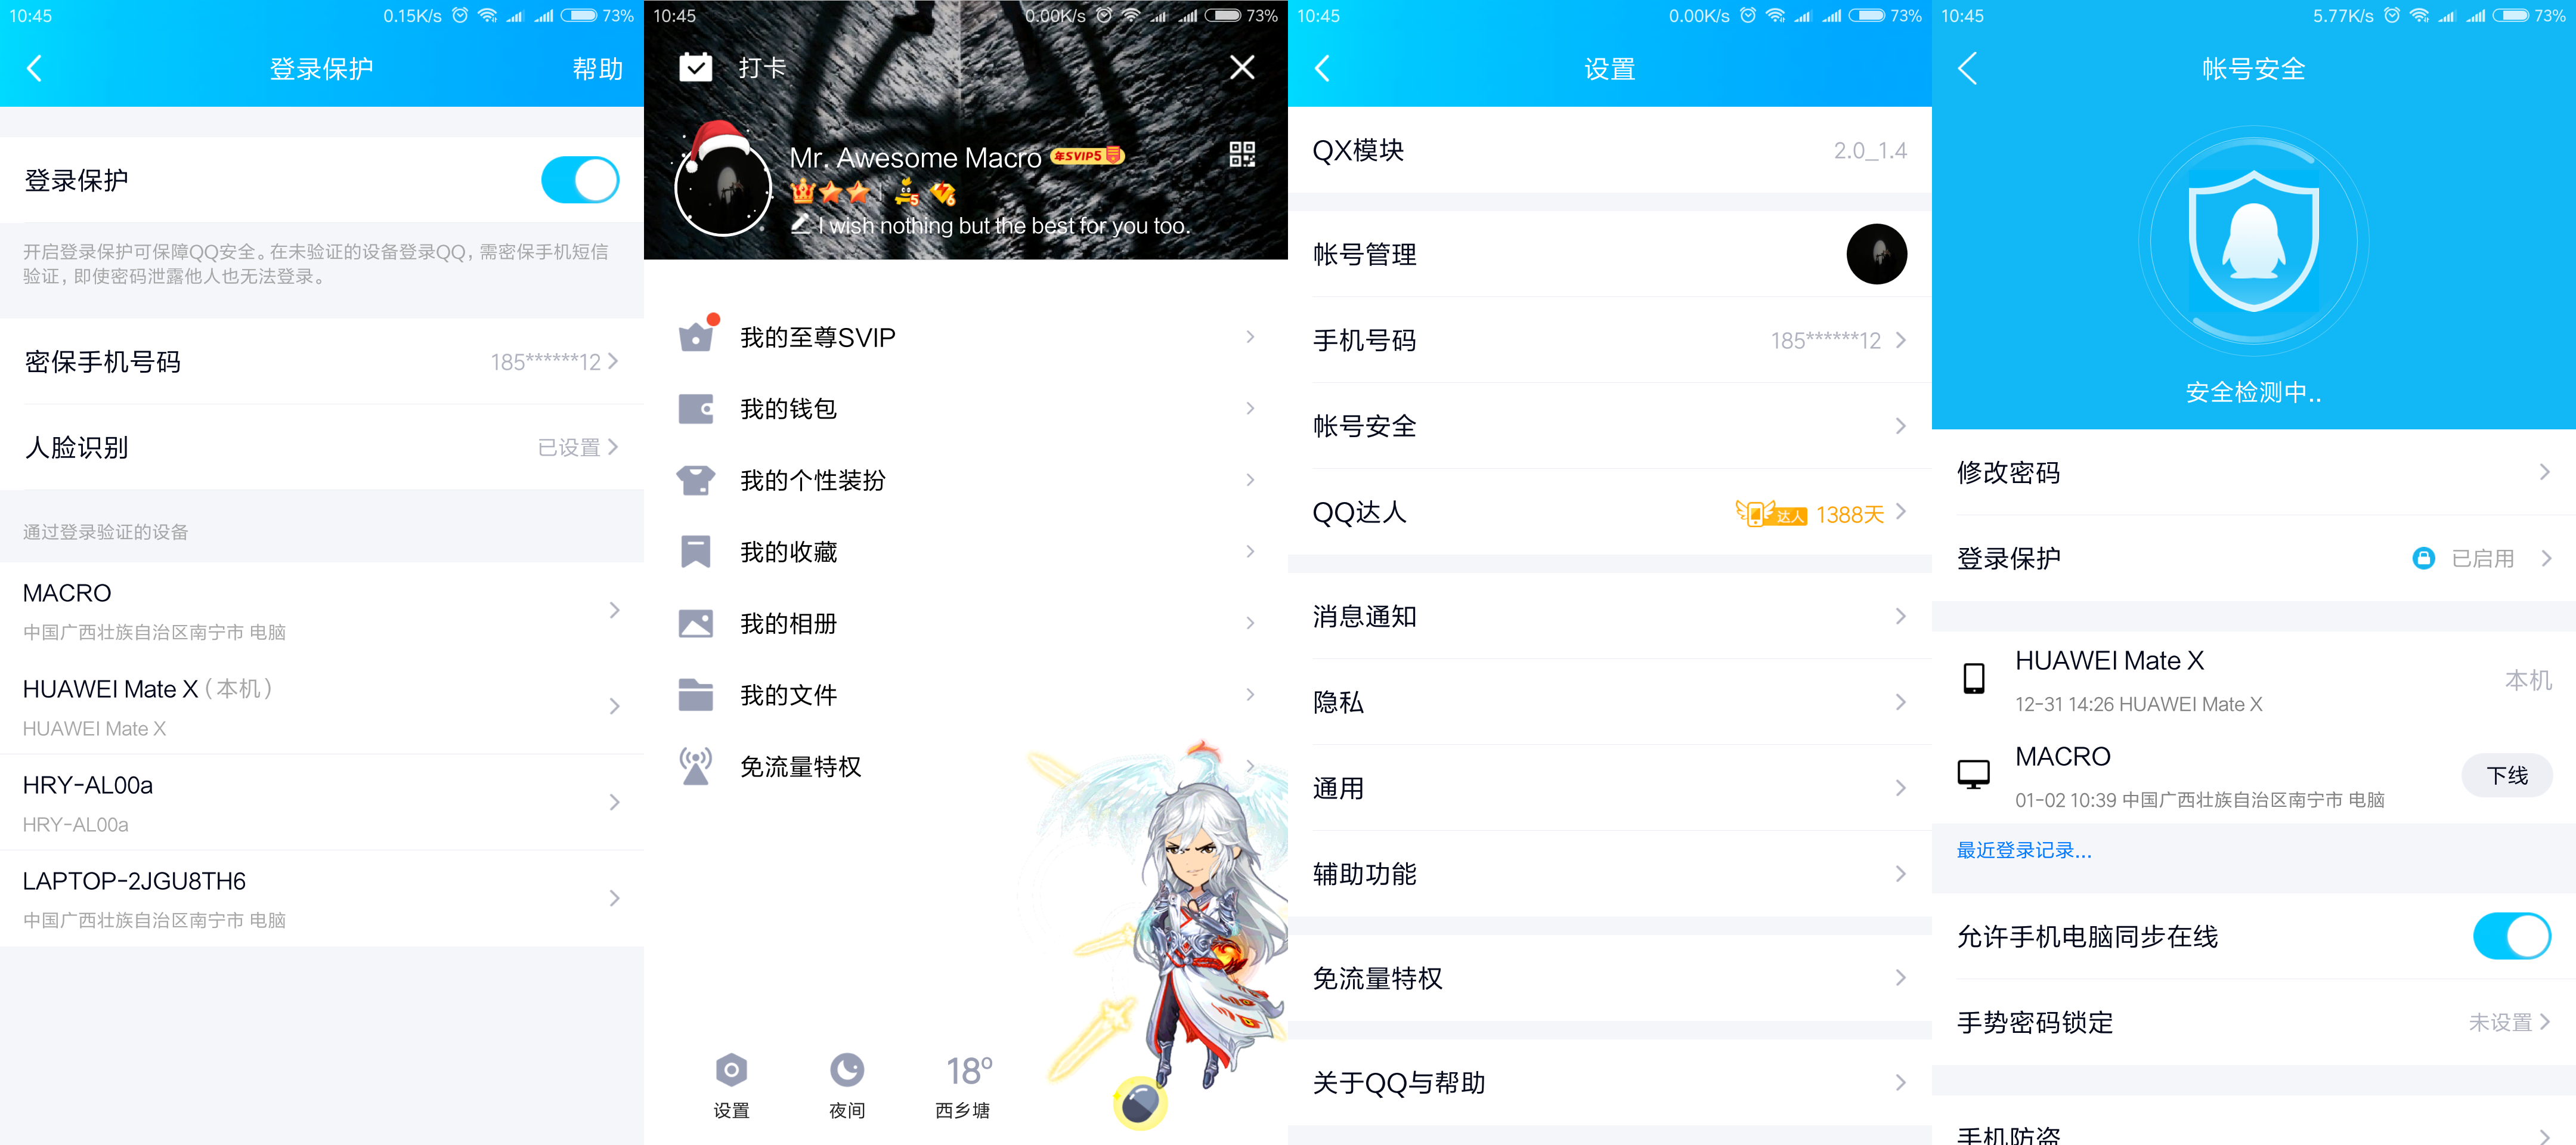 10:45
0.15K/s
73%
登录保护
帮助
登录保护
开启登录保护可保障QQ安全。在未验证的设备登录QQ，需密保手机短信
验证，即使密码泄露他人也无法登录。
密保手机号码
185******12
人脸识别
已设置
通过登录验证的设备
MACRO
中国广西壮族自治区南宁市 电脑
HUAWEI Mate X（本机）
HUAWEI Mate X
HRY-AL00a
HRY-AL00a
LAPTOP-2JGU8TH6
中国广西壮族自治区南宁市 电脑
10:45
0.00K/s
73%
打卡
Mr. Awesome Macro
年SVIP5
5
6
I wish nothing but the best for you too.
我的至尊SVIP
我的钱包
我的个性装扮
我的收藏
我的相册
我的文件
免流量特权
18º
设置
夜间
西乡塘
10:45
0.00K/s
73%
设置
QX模块
2.0_1.4
帐号管理
手机号码
185******12
帐号安全
QQ达人
达人
1388天
消息通知
隐私
通用
辅助功能
免流量特权
关于QQ与帮助
10:45
5.77K/s
73%
帐号安全
安全检测中..
修改密码
登录保护
已启用
HUAWEI Mate X
本机
12-31 14:26 HUAWEI Mate X
MACRO
下线
01-02 10:39 中国广西壮族自治区南宁市 电脑
最近登录记录...
允许手机电脑同步在线
手势密码锁定
未设置
手机防盗